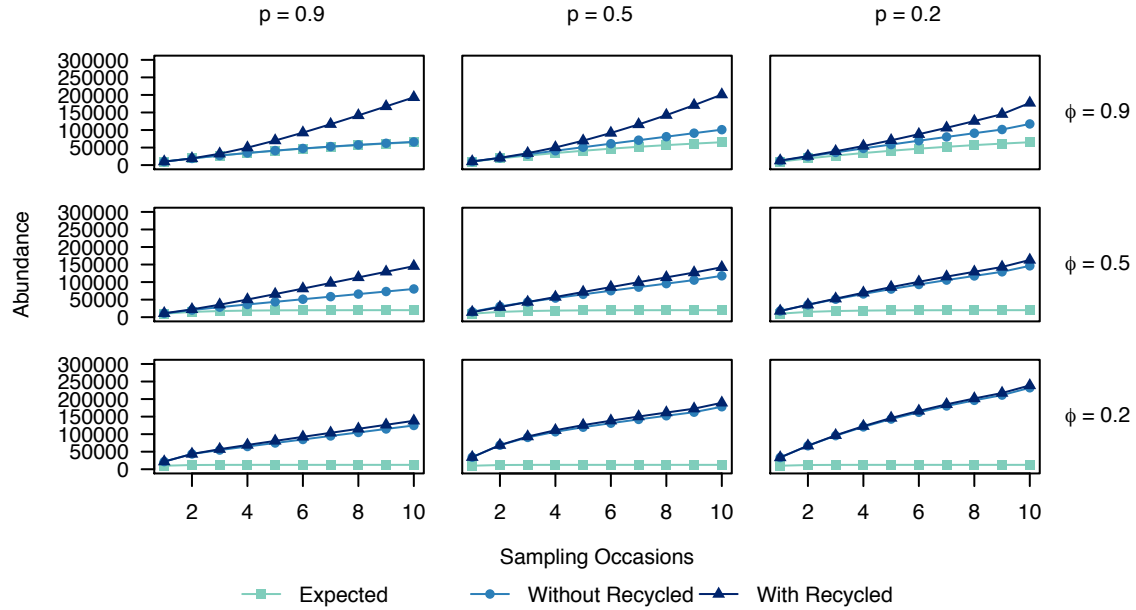 p = 0.9 p = 0.5 p = 0.2
300000
250000
200000
150000
100000
50000
0
ϕ = 0.9
300000
250000
200000
150000
100000
50000
0
ϕ = 0.5
300000
250000
200000
150000
100000
50000
0
ϕ = 0.2
Abundance
2 4 6 8 10 2 4 6 8 10 2 4 6 8 10
Sampling Occasions
Expected Without Recycled With Recycled